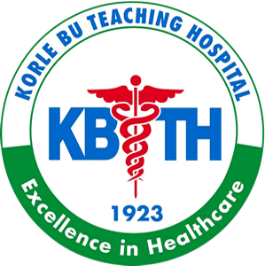 KORLE BU TEACHING HOSPITAL
KB TH
1923
Excellence in Healthcare